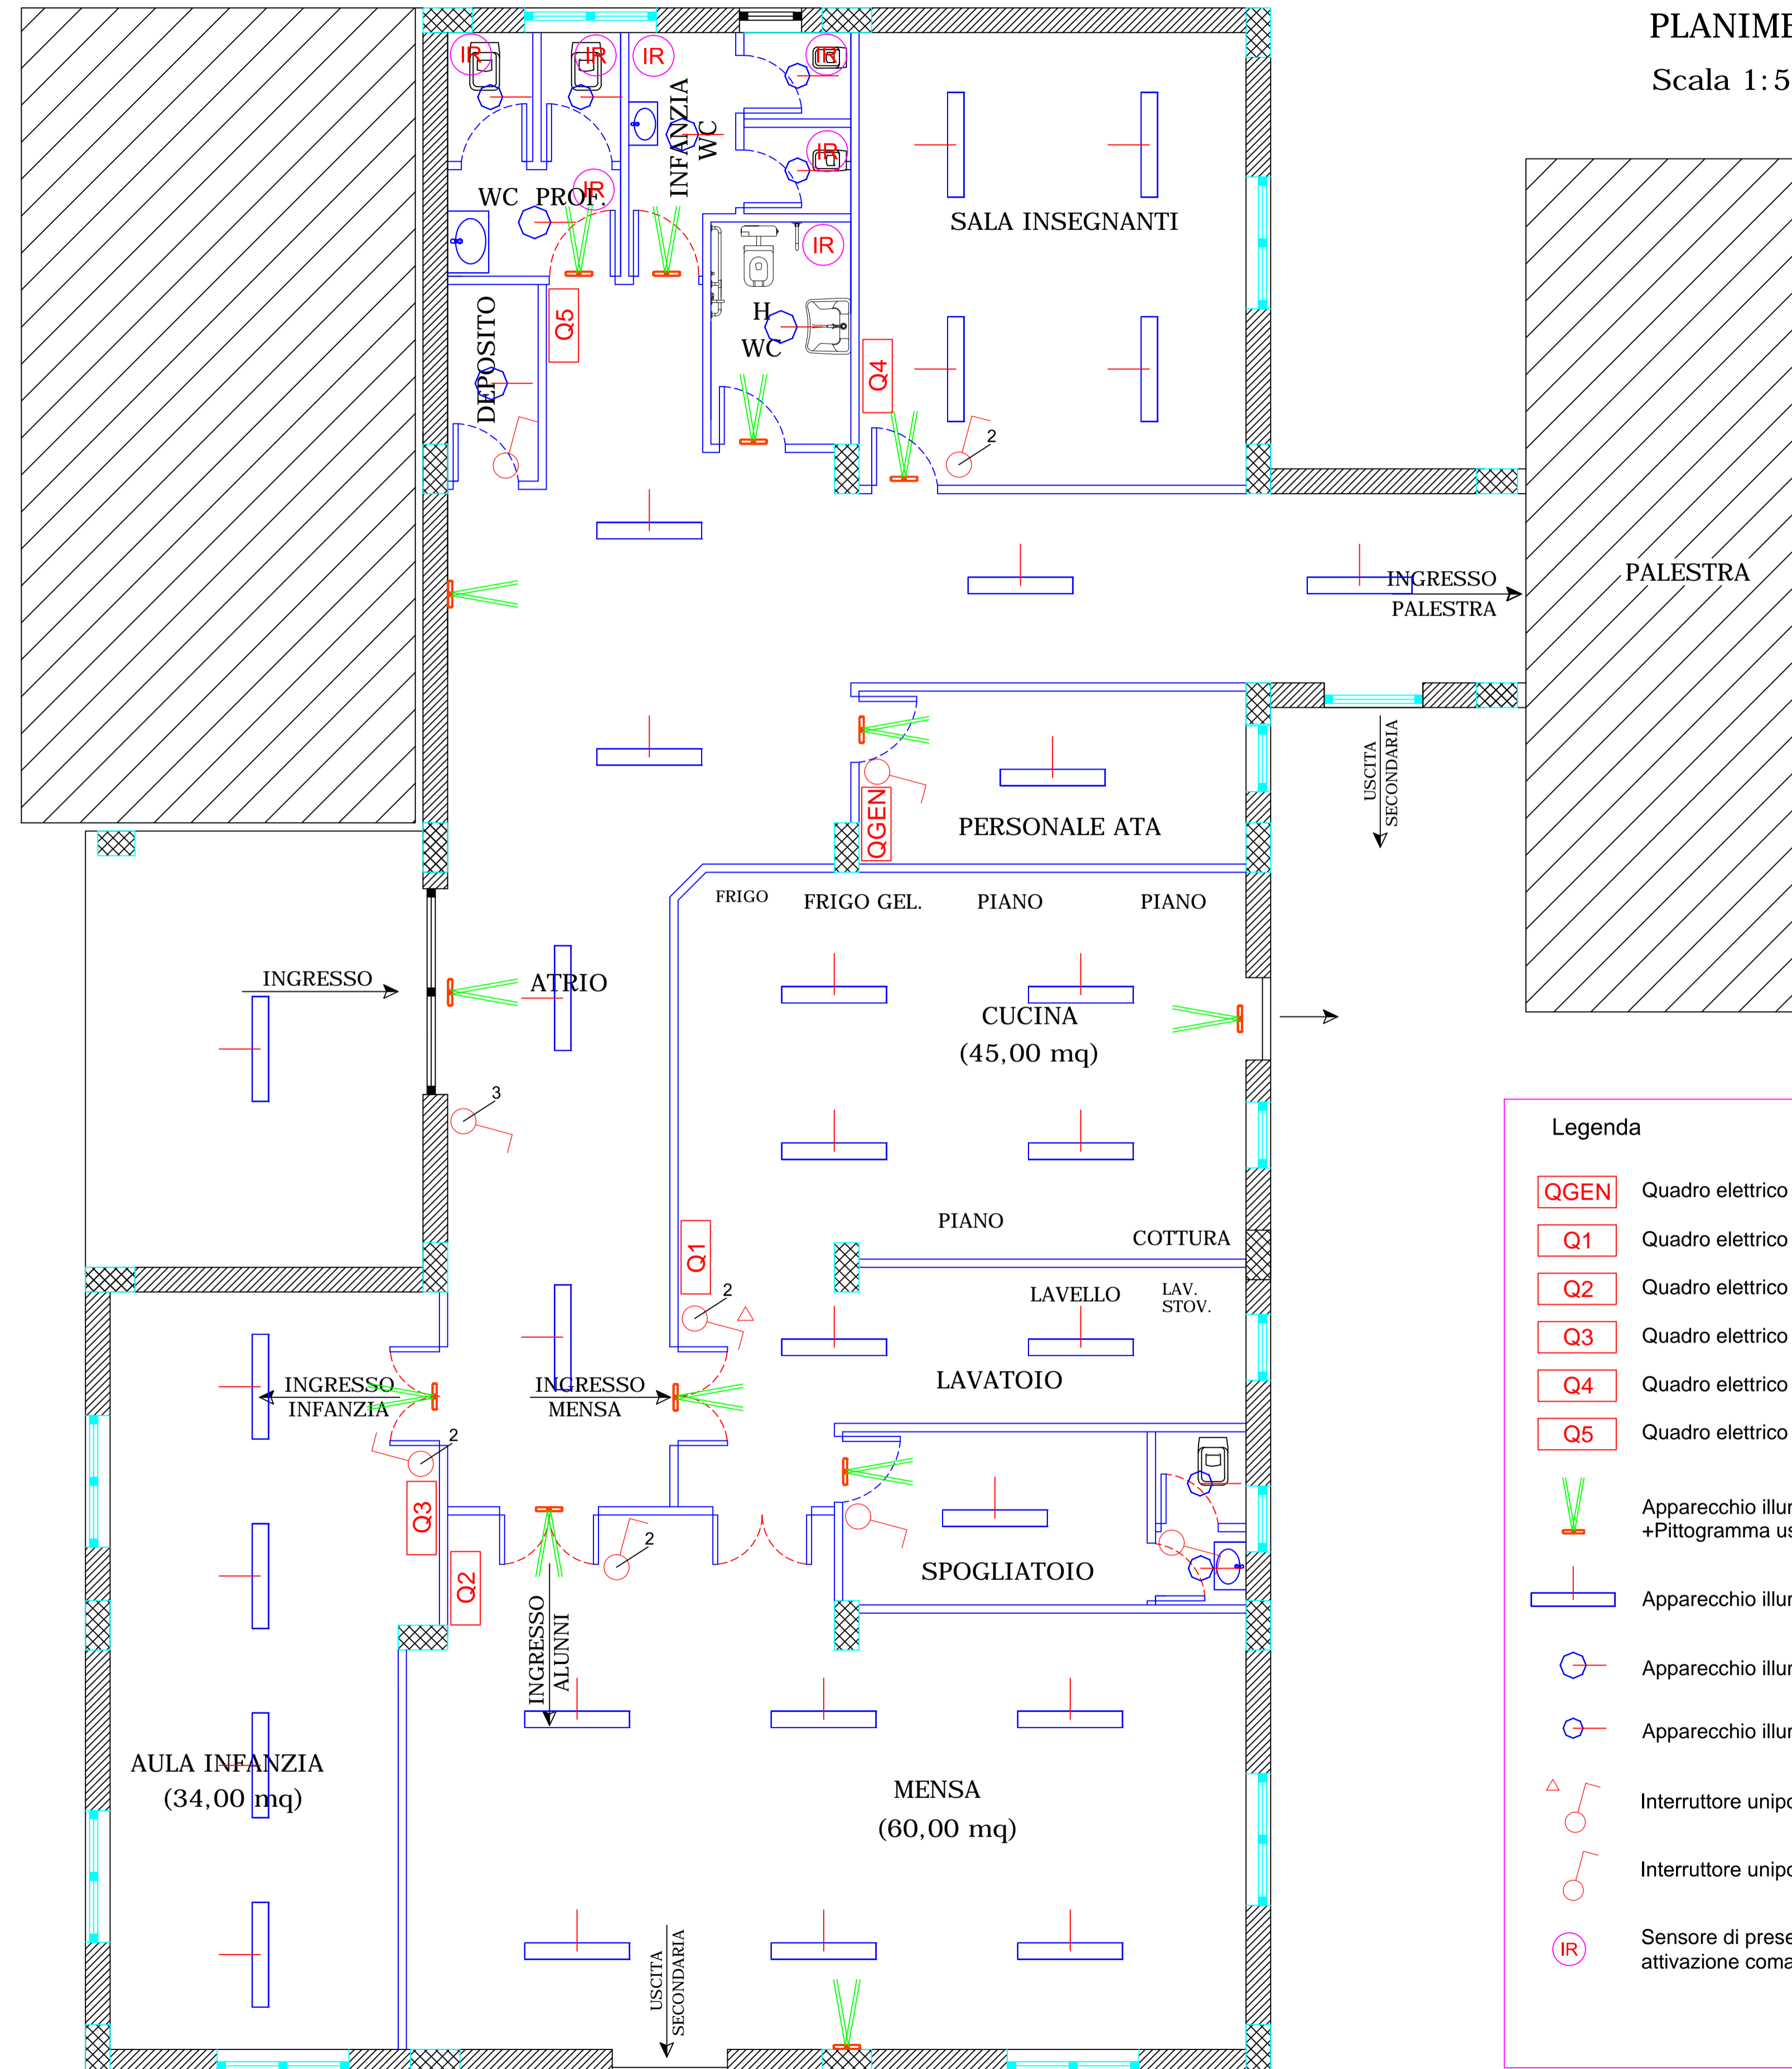 PLANIME
Scala 1:5
IR
IR
IR
IR
INFANZIA
WC
IR
WC PROF.
IR
SALA INSEGNANTI
IR
DEPOSITO
Q5
H
WC
Q4
2
INGRESSO
PALESTRA
PALESTRA
USCITA
SECONDARIA
QGEN
PERSONALE ATA
FRIGO
FRIGO GEL.
PIANO
PIANO
INGRESSO
ATRIO
CUCINA
(45,00 mq)
3
PIANO
COTTURA
Q1
2
LAVELLO
LAV.
STOV.
LAVATOIO
INGRESSO
INFANZIA
INGRESSO
MENSA
2
Q3
2
Q2
SPOGLIATOIO
INGRESSO
ALUNNI
AULA INFANZIA
(34,00 mq)
MENSA
(60,00 mq)
USCITA
SECONDARIA
Legenda
QGEN Quadro elettrico
Q1 Quadro elettrico
Q2 Quadro elettrico
Q3 Quadro elettrico
Q4 Quadro elettrico
Q5 Quadro elettrico
Apparecchio illur
+Pittogramma us
Apparecchio illur
Apparecchio illur
Apparecchio illur
Interruttore unipo
Interruttore unipo
IR Sensore di prese
attivazione coma